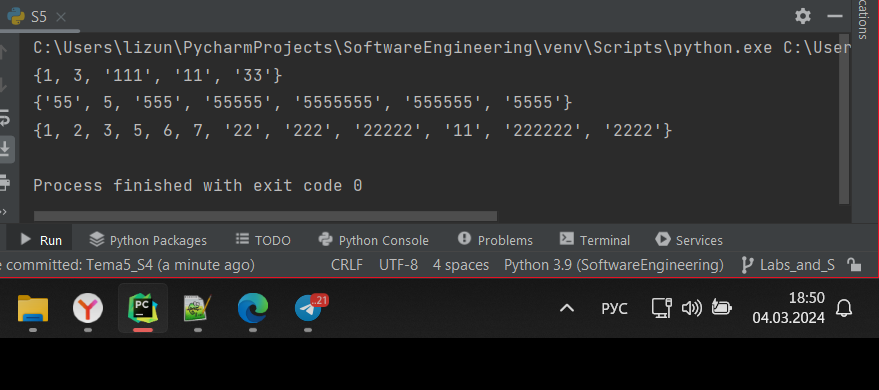 S5
C:\Users\lizun\PycharmProjects\SoftwareEngineering\venv\Scripts\python.exe C:\User
{1, 3, '111', '11', '33'}
{'55', 5, '555', '55555', '5555555', '555555', '5555'}
{1, 2, 3, 5, 6, 7, '22', '222', '22222', '11', '222222', '2222'}
Process finished with exit code 0
cations
Run Python Packages TODO Python Console Problems Terminal Services
e committed: Tema5_S4 (a minute ago) CRLF UTF-8 4 spaces Python 3.9 (SoftwareEngineering) Labs_and_S
PC ..21 РУС 18:50
04.03.2024